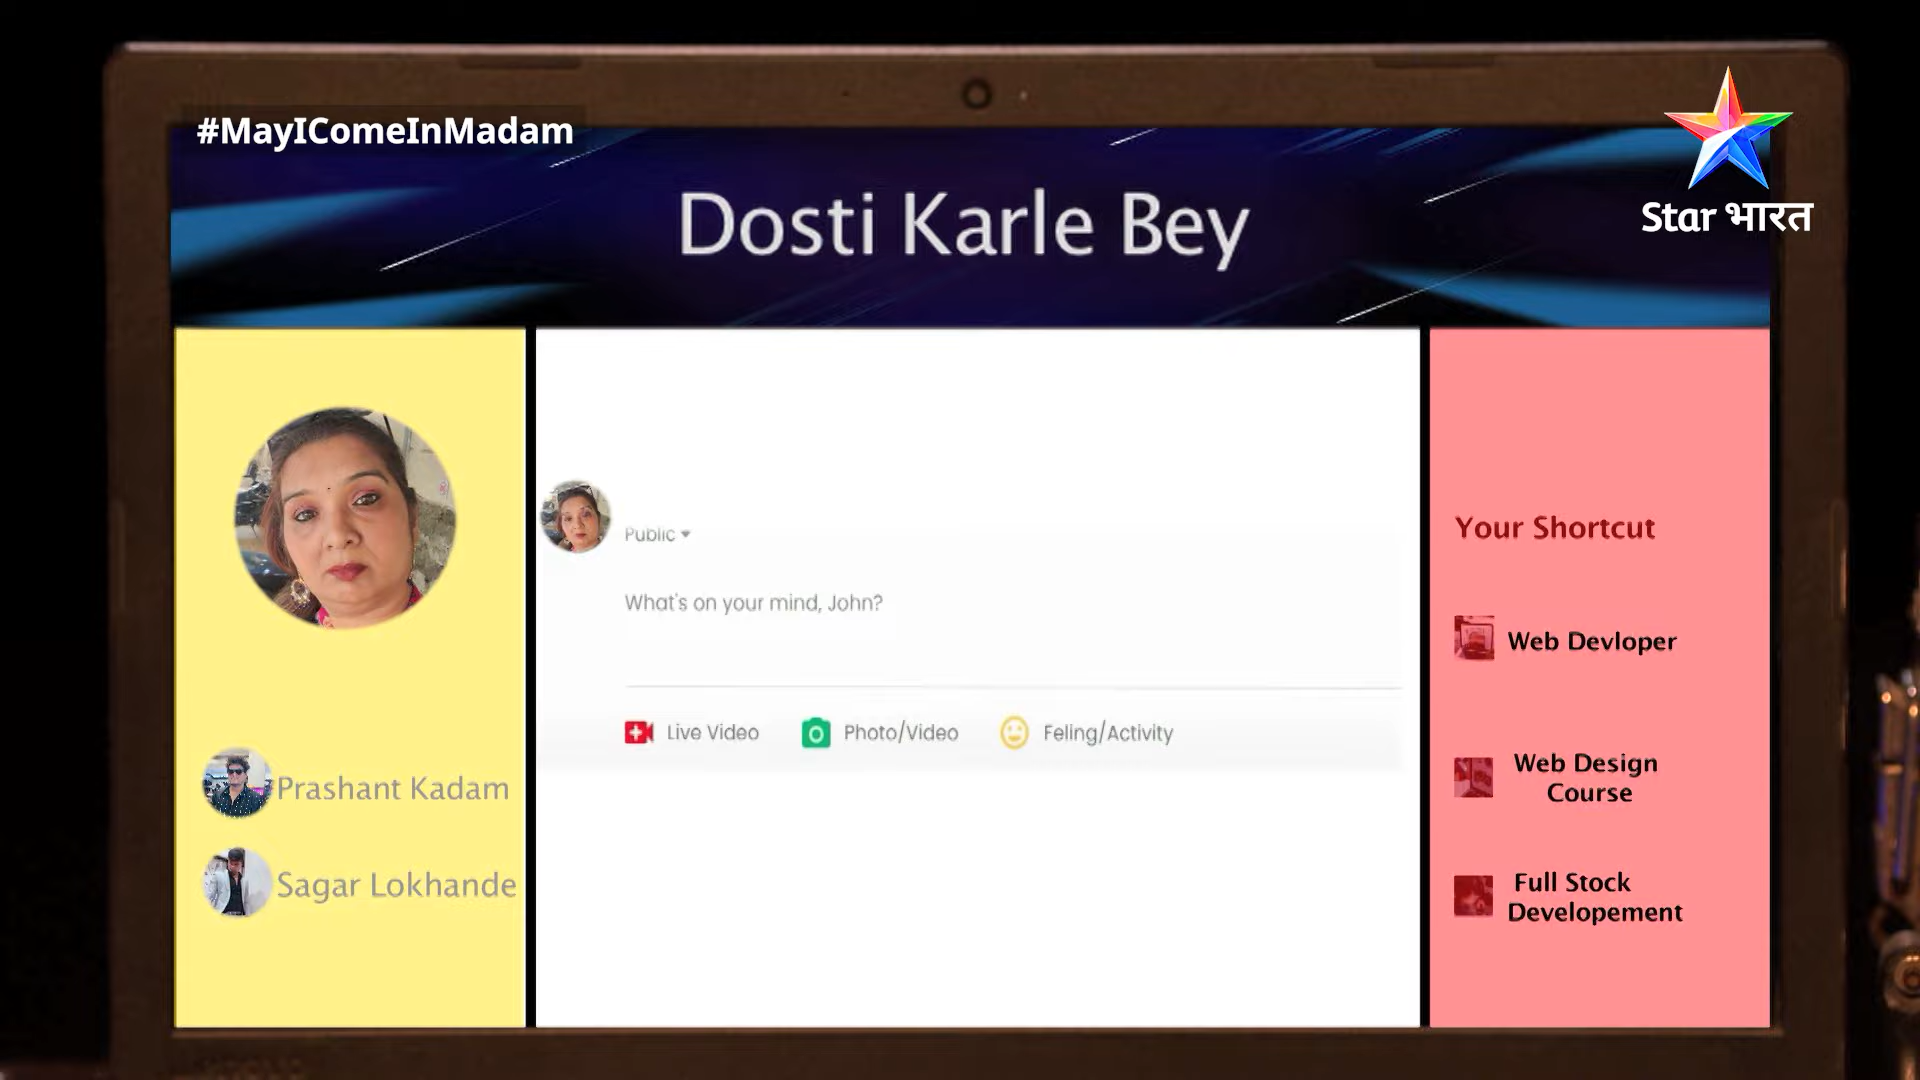 #MayIComeInMadam
Star भारत
Dosti Karle Bey
Public
What's on your mind, John?
Live Video
Photo/Video
Feling/Activity
Prashant Kadam
Sagar Lokhande
Your Shortcut
Web Devloper
Web Design
Course
Full Stock
Developement